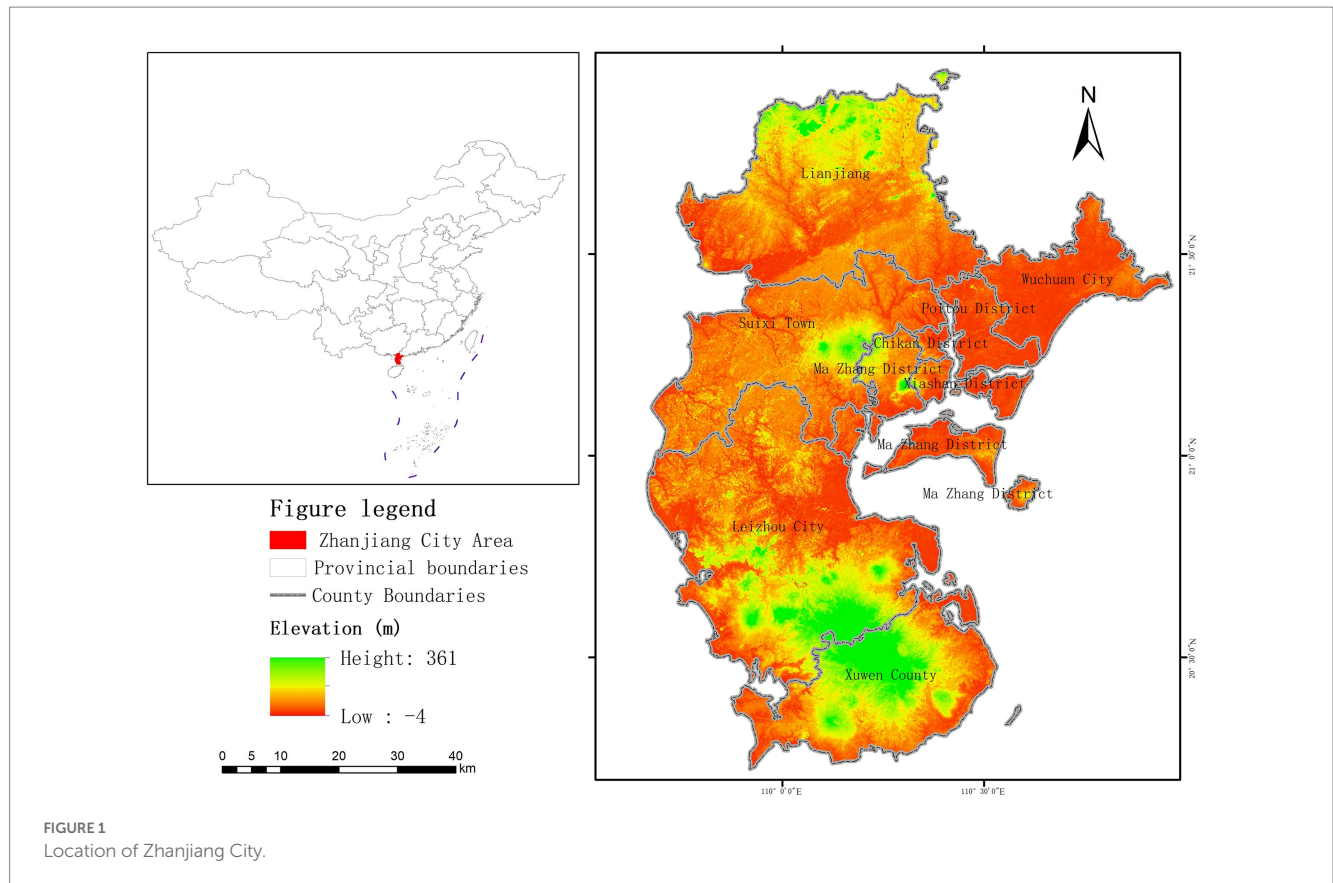 N
Lianjiang
Wuchuan City
Potou District
Suixi Town
Chikan District
Ma Zhang District
Xiashan District
Ma Zhang District
Ma Zhang District
Leizhou City
Xuwen County
21° 30′0″N
21° 0′0″N
20° 30′0″N
110° 0′0″E
110° 30′0″E
Figure legend
Zhanjiang City Area
Provincial boundaries
County Boundaries
Elevation (m)
Height: 361
Low : -4
0 5 10 20 30 40
km
FIGURE 1
Location of Zhanjiang City.